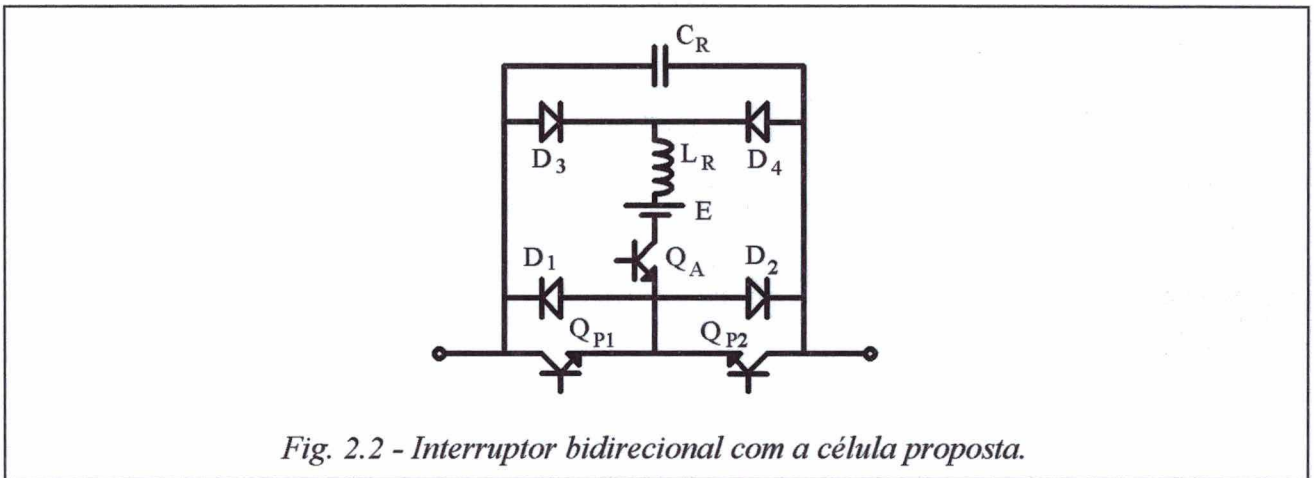 C_R
D_3
L_R
D_4
E
D_1
Q_A
D_2
Q_P1
Q_P2
Fig. 2.2 - Interruptor bidirecional com a célula proposta.